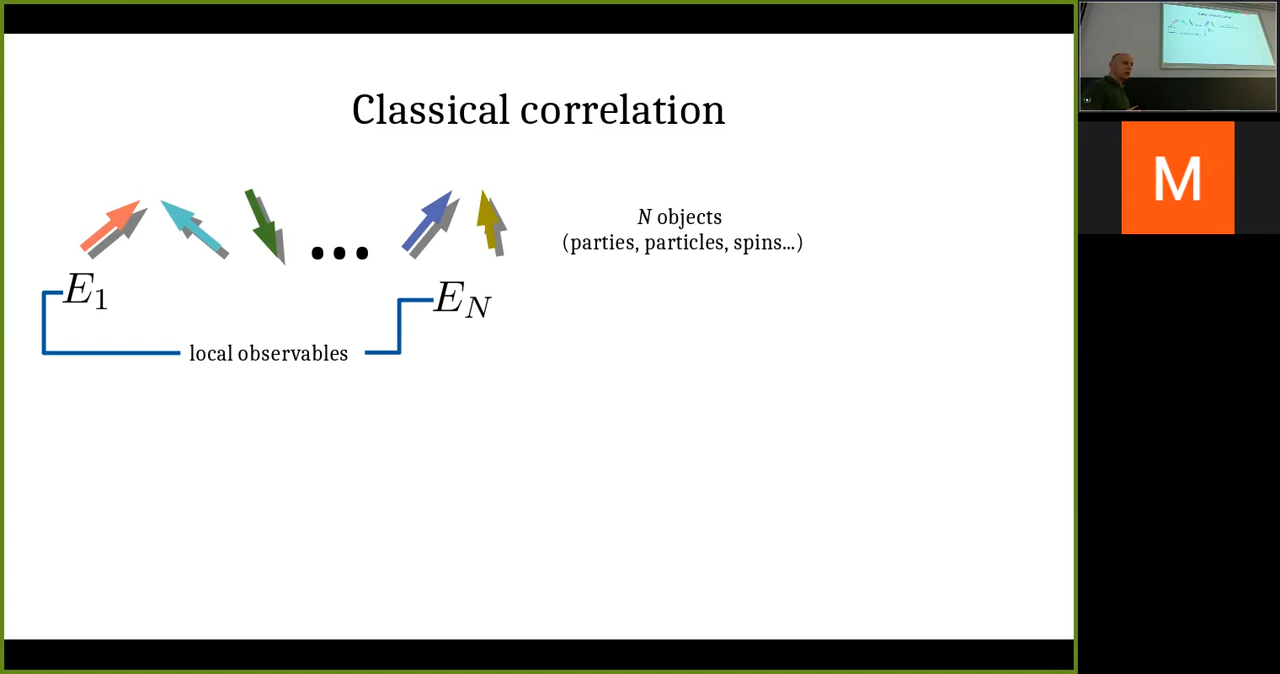 Classical correlation
N objects
(parties, particles, spins...)
E1
EN
local observables
M